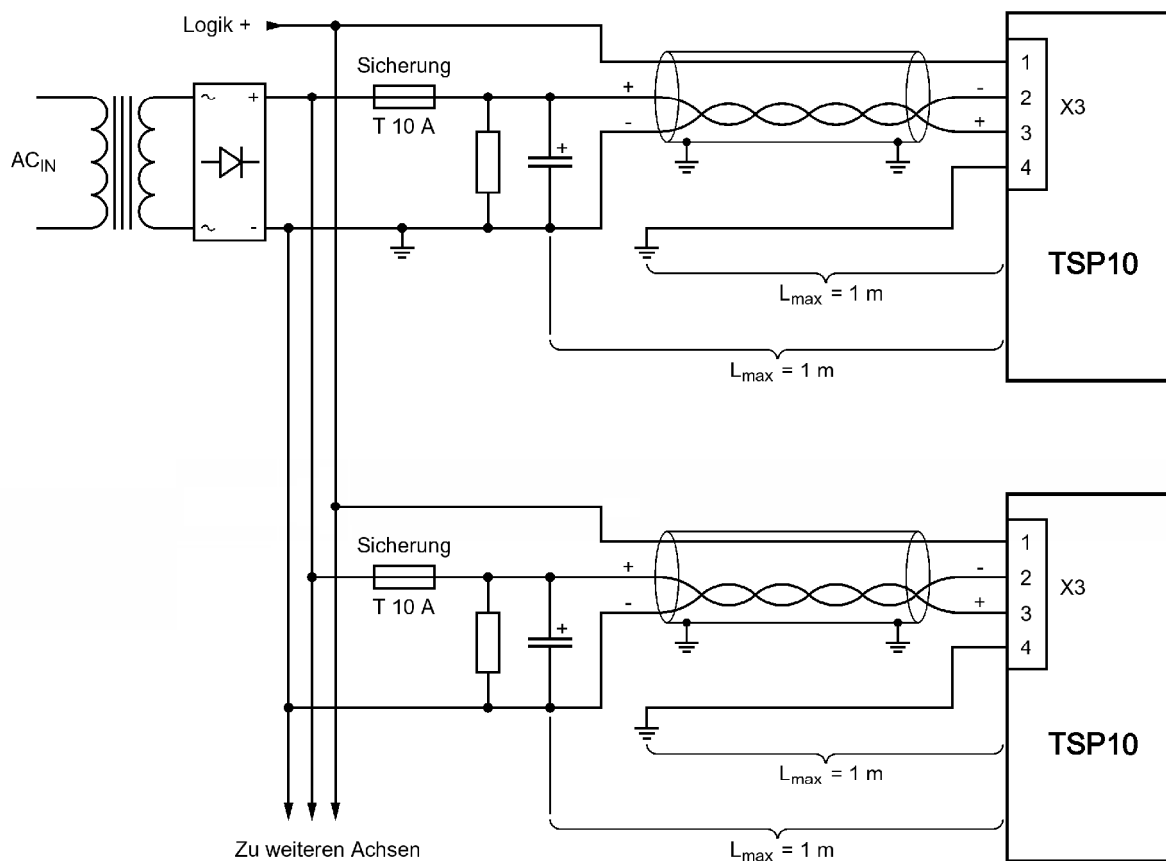 Logik +
Sicherung
T 10 A
AC_IN
~ +
~ -
+
+
-
-
+
1
2
3
4
X3
TSP10
L_max = 1 m
L_max = 1 m
Sicherung
T 10 A
+
+
-
-
+
1
2
3
4
X3
TSP10
L_max = 1 m
L_max = 1 m
Zu weiteren Achsen